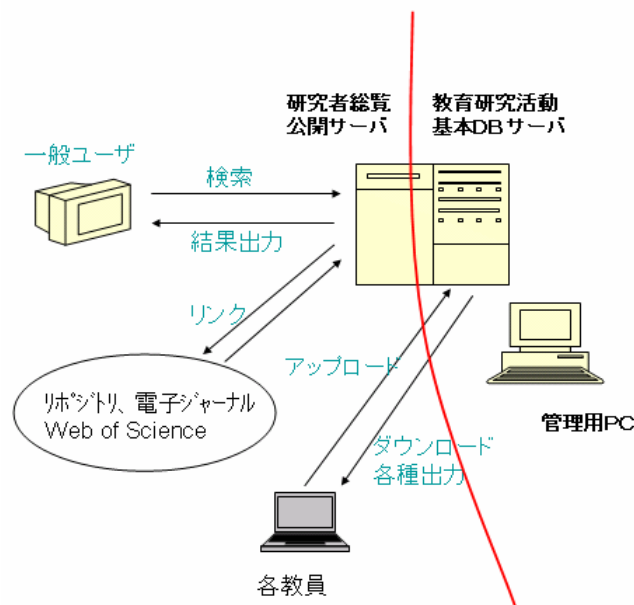 研究者総覧
公開サーバ
教育研究活動
基本DBサーバ
一般ユーザ
検索
結果出力
リンク
アップロード
リポジトリ、電子ジャーナル
Web of Science
管理用PC
ダウンロード
各種出力
各教員